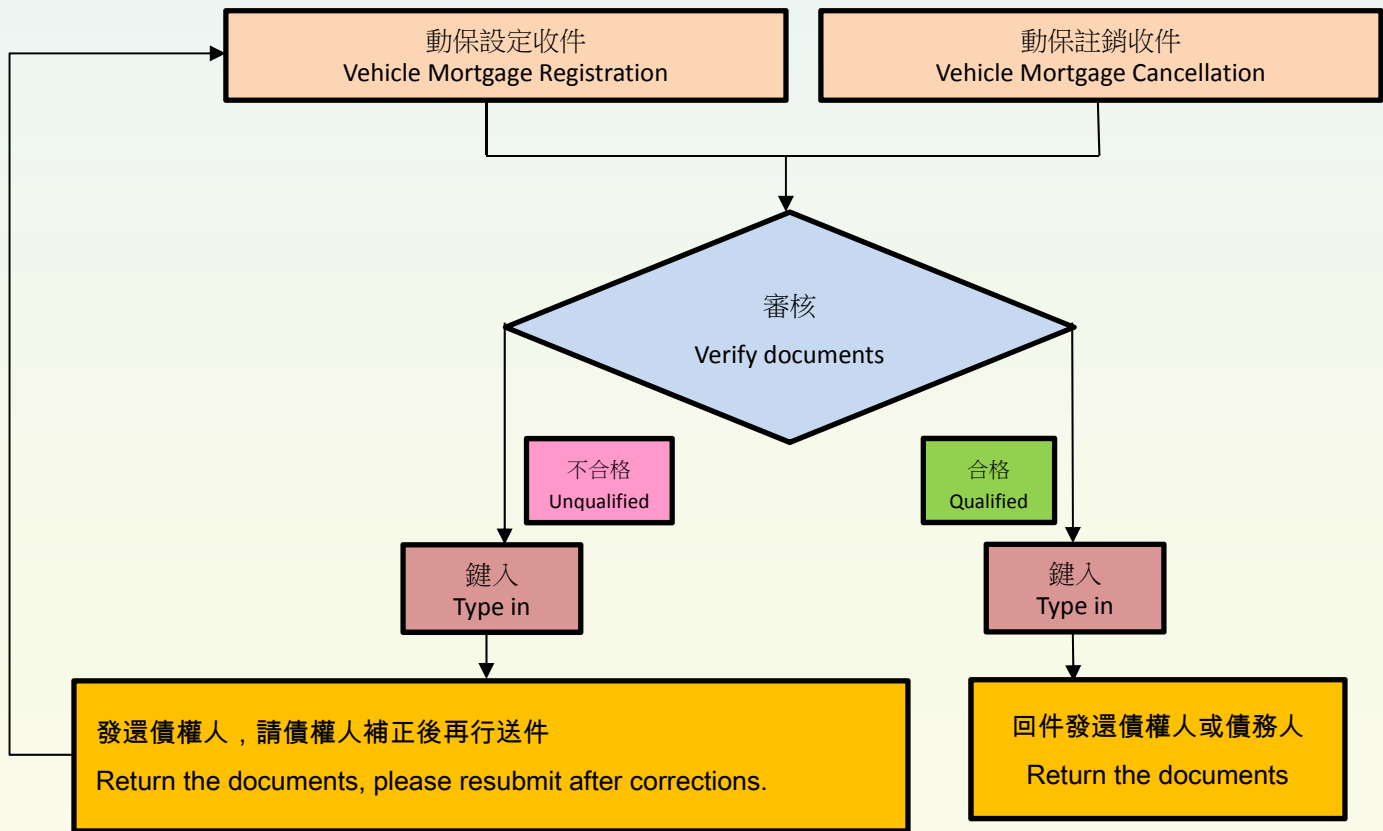 動保設定收件
Vehicle Mortgage Registration
動保註銷收件
Vehicle Mortgage Cancellation
審核
Verify documents
不合格
Unqualified
合格
Qualified
鍵入
Type in
鍵入
Type in
發還債權人，請債權人補正後再行送件
Return the documents, please resubmit after corrections.
回件發還債權人或債務人
Return the documents